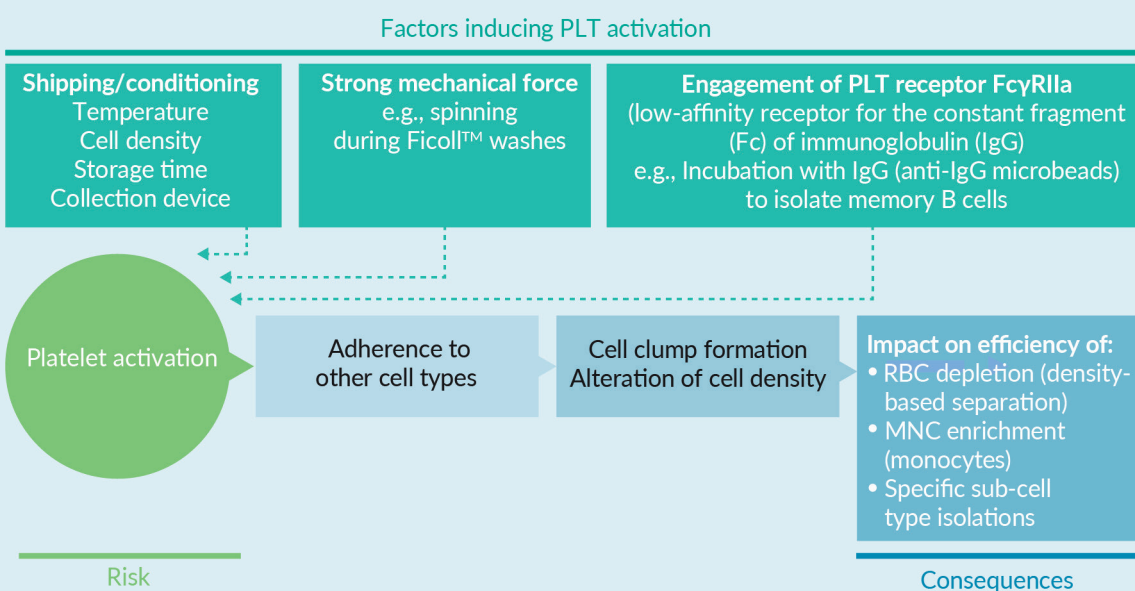 Factors inducing PLT activation
Shipping/conditioning
Temperature
Cell density
Storage time
Collection device
Strong mechanical force
e.g., spinning
during Ficoll™ washes
Engagement of PLT receptor FcγRIIa
(low-affinity receptor for the constant fragment
(Fc) of immunoglobulin (IgG)
e.g., Incubation with IgG (anti-IgG microbeads)
to isolate memory B cells
Platelet activation
Adherence to
other cell types
Cell clump formation
Alteration of cell density
Impact on efficiency of:
• RBC depletion (density-
based separation)
• MNC enrichment
(monocytes)
• Specific sub-cell
type isolations
Risk
Consequences